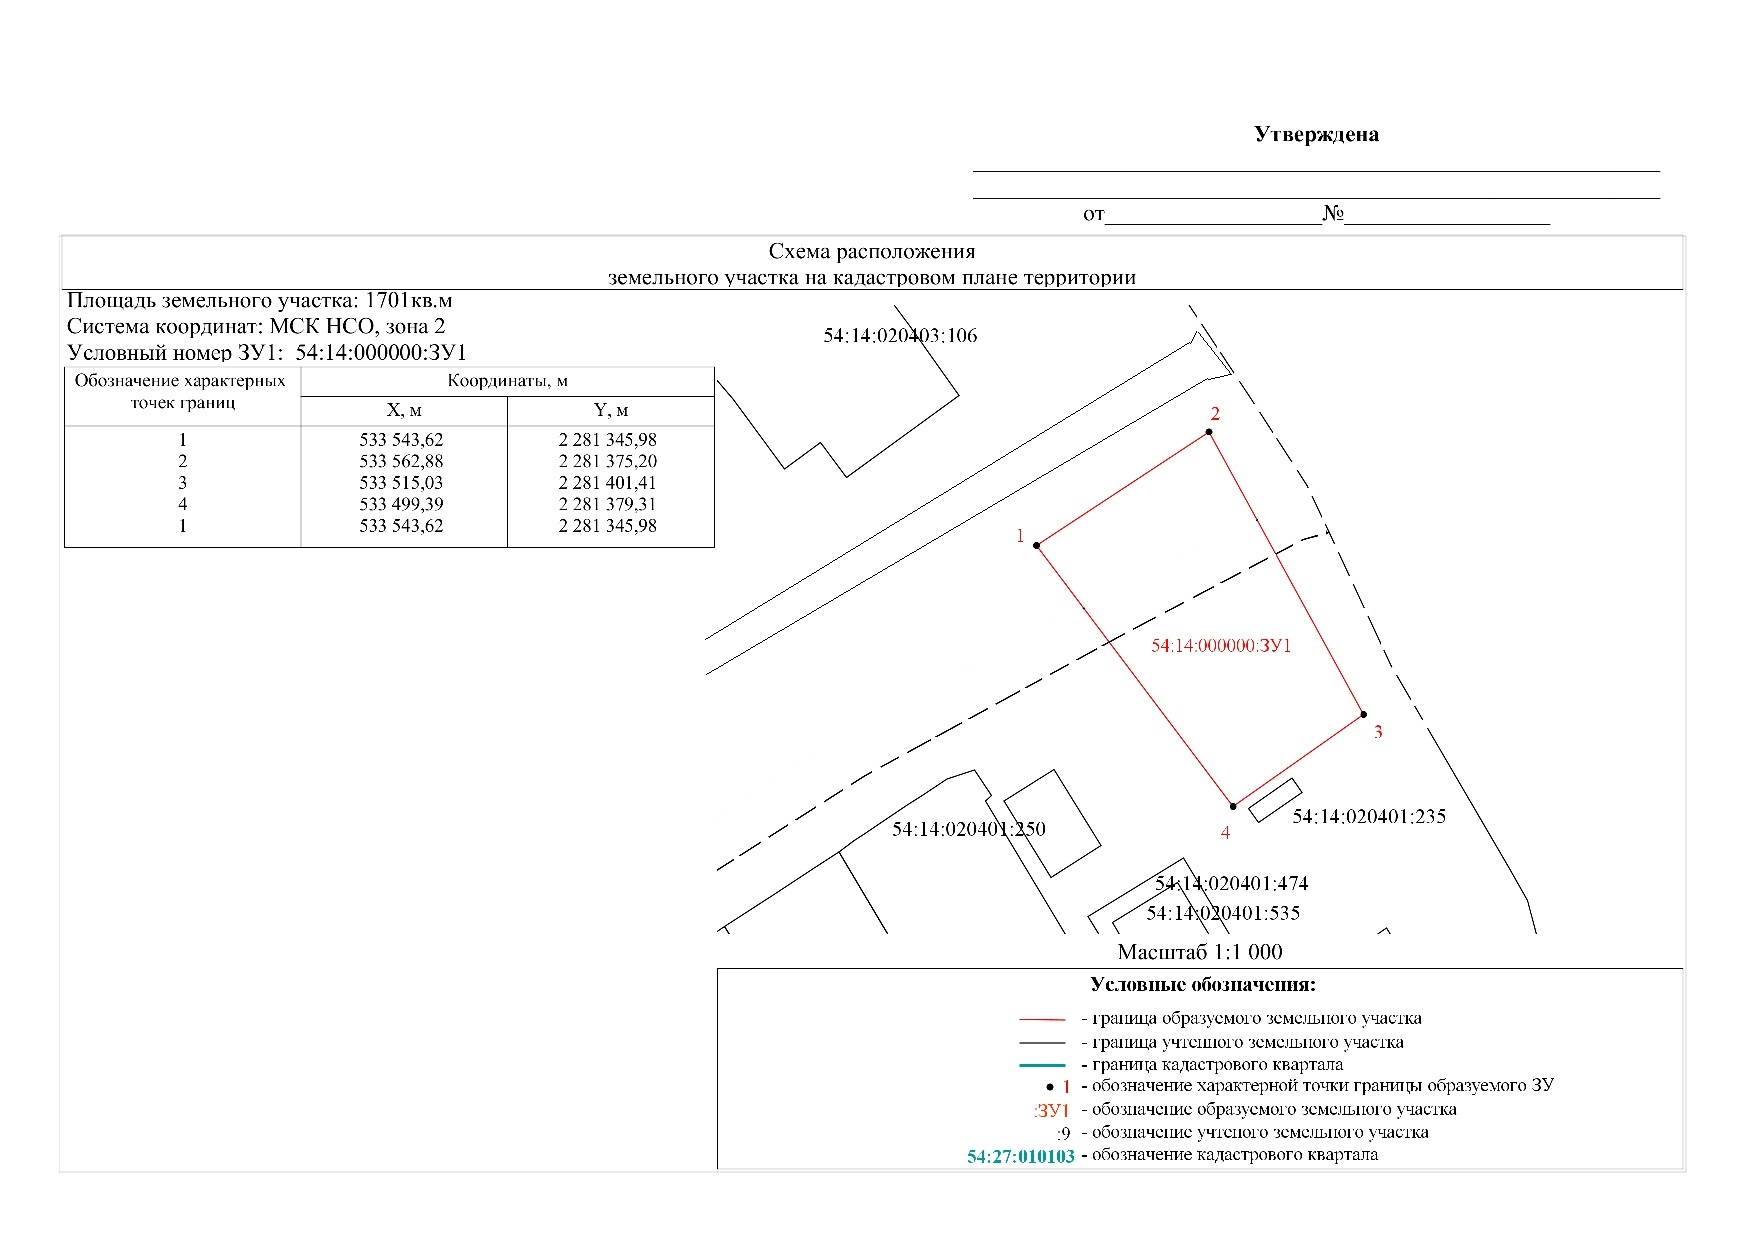 Утверждена
от____________________№___________________
Схема расположения
земельного участка на кадастровом плане территории
Площадь земельного участка: 1701кв.м
Система координат: МСК НСО, зона 2
Условный номер ЗУ1: 54:14:000000:ЗУ1
Обозначение характерных точек границ
Координаты, м
X, м
Y, м
1 533 543,62 2 281 345,98
2 533 562,88 2 281 375,20
3 533 515,03 2 281 401,41
4 533 499,39 2 281 379,31
1 533 543,62 2 281 345,98
54:14:020403:106
2
1
54:14:000000:ЗУ1
3
54:14:020401:235
4
54:14:020401:250
54:14:020401:474
54:14:020401:535
Масштаб 1:1 000
Условные обозначения:
- граница образуемого земельного участка
- граница учтенного земельного участка
- граница кадастрового квартала
1 - обозначение характерной точки границы образуемого ЗУ
:ЗУ1 - обозначение образуемого земельного участка
:9 - обозначение учтеного земельного участка
54:27:010103 - обозначение кадастрового квартала